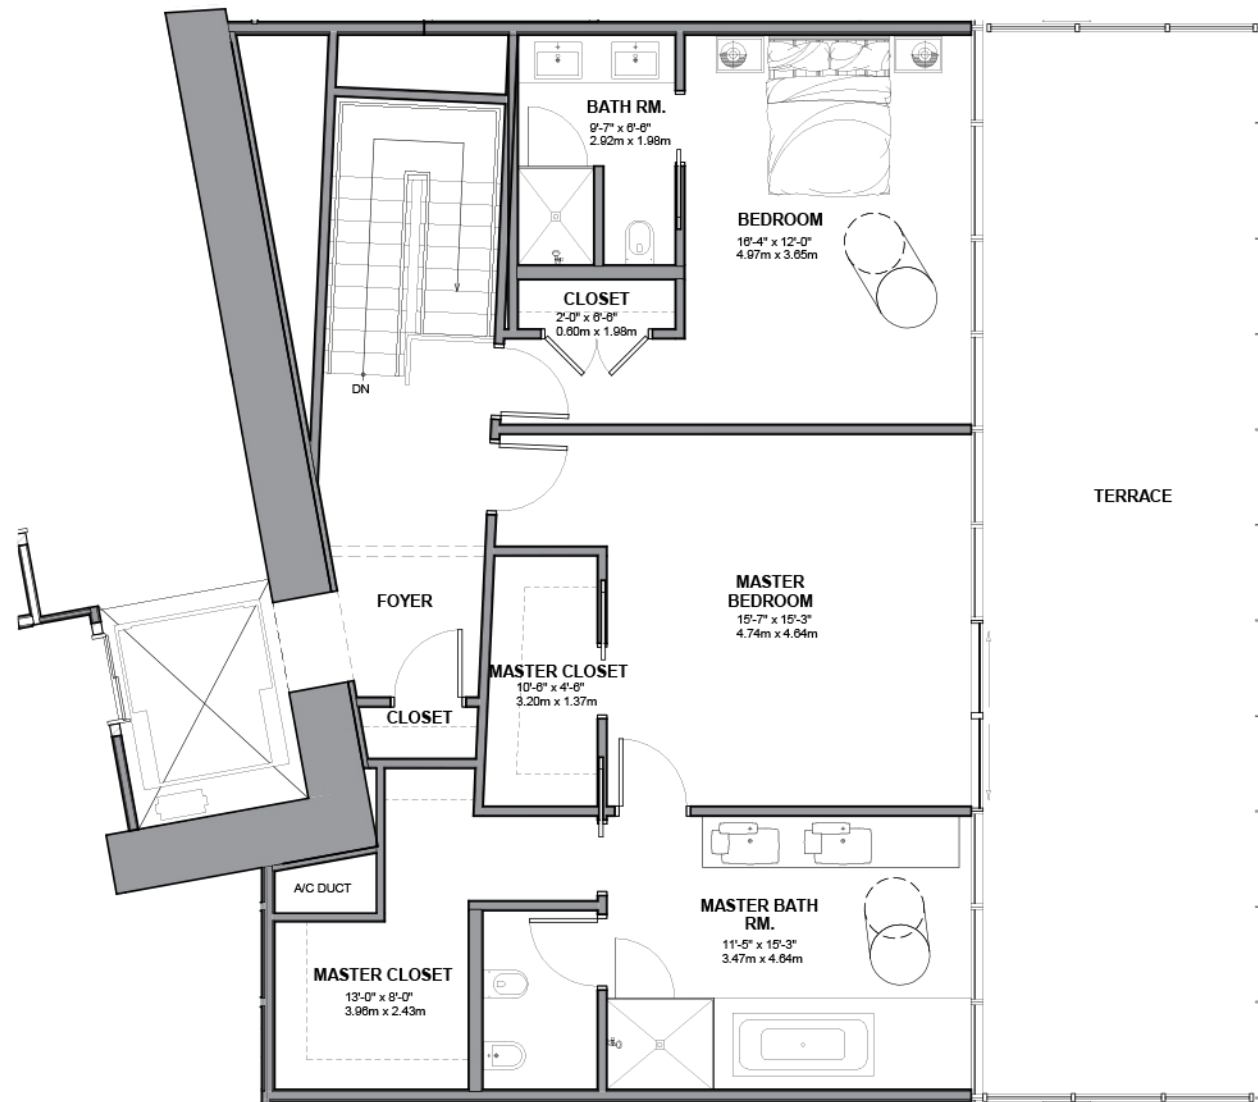 BATH RM.
9'-7" x 6'-6"
2.92m x 1.98m
BEDROOM
16'-4" x 12'-0"
4.97m x 3.65m
CLOSET
2'-0" x 6'-6"
0.60m x 1.98m
DN
TERRACE
MASTER
BEDROOM
15'-7" x 15'-3"
4.74m x 4.64m
FOYER
MASTER CLOSET
10'-6" x 4'-6"
3.20m x 1.37m
CLOSET
A/C DUCT
MASTER BATH
RM.
11'-5" x 15'-3"
3.47m x 4.64m
MASTER CLOSET
13'-0" x 8'-0"
3.96m x 2.43m